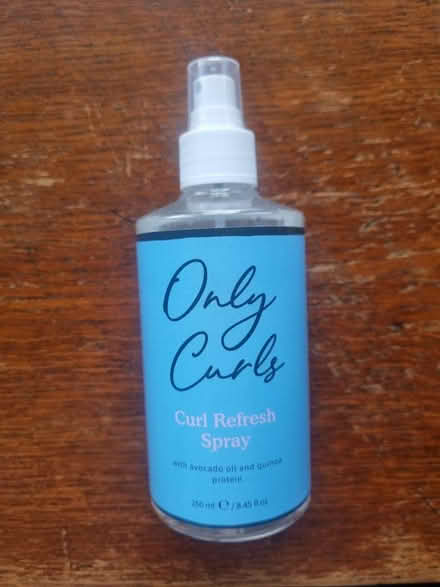 Only
Curls
Curl Refresh
Spray
with avocado oil and quinoa
protein
250 ml ℮ / 8.45 fl.oz